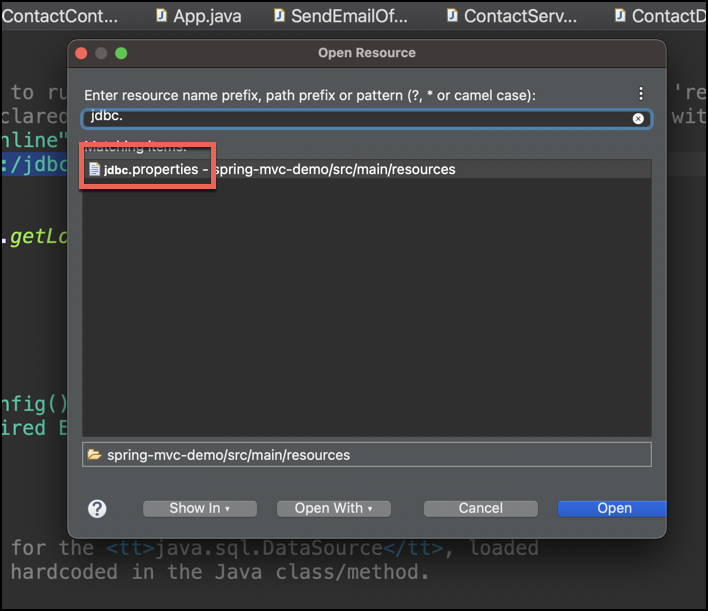 ContactCont... App.java SendEmailOf... ContactServ... ContactD
Open Resource
to ru
Enter resource name prefix, path prefix or pattern (?, * or camel case):
're
clared
jdbc.
wit
nline"
Matching items:
:/jdbc
jdbc.properties - spring-mvc-demo/src/main/resources
.getLo
nfig()
ired E
spring-mvc-demo/src/main/resources
? Show In Open With Cancel Open
for the <tt>java.sql.DataSource</tt>, loaded
hardcoded in the Java class/method.